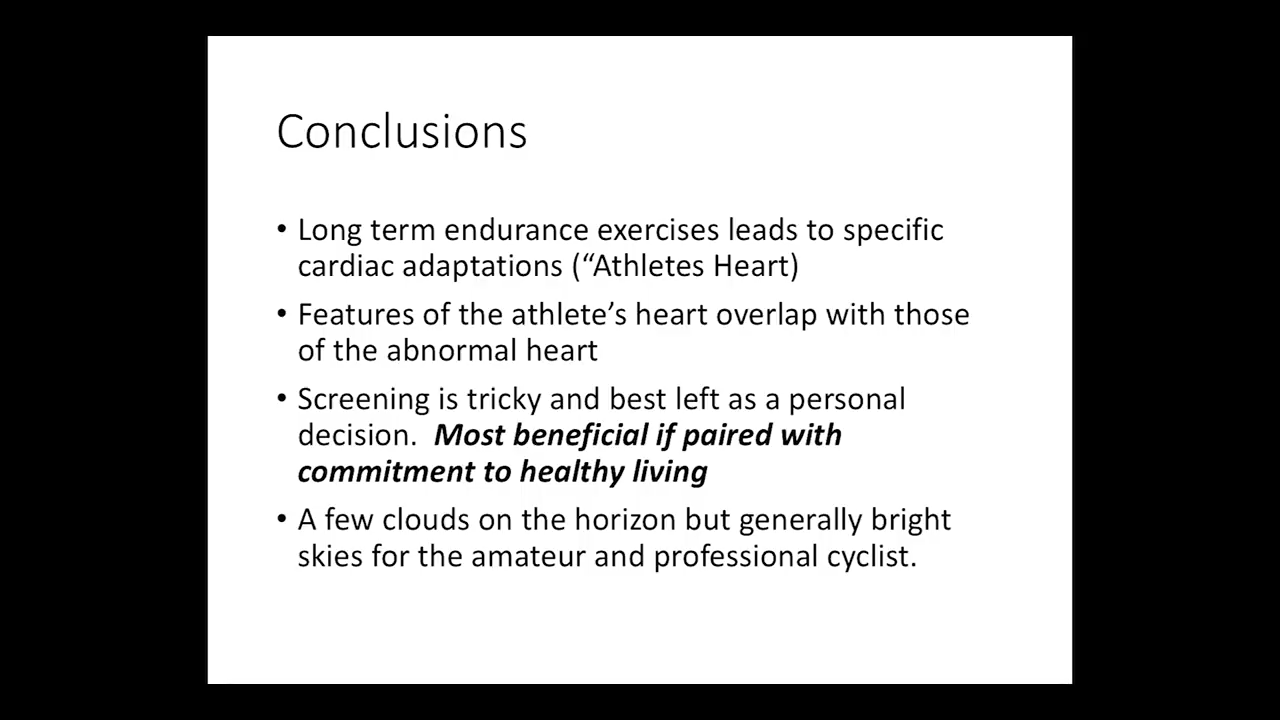 Conclusions
• Long term endurance exercises leads to specific
cardiac adaptations (“Athletes Heart)
• Features of the athlete’s heart overlap with those
of the abnormal heart
• Screening is tricky and best left as a personal
decision.  Most beneficial if paired with
commitment to healthy living
• A few clouds on the horizon but generally bright
skies for the amateur and professional cyclist.